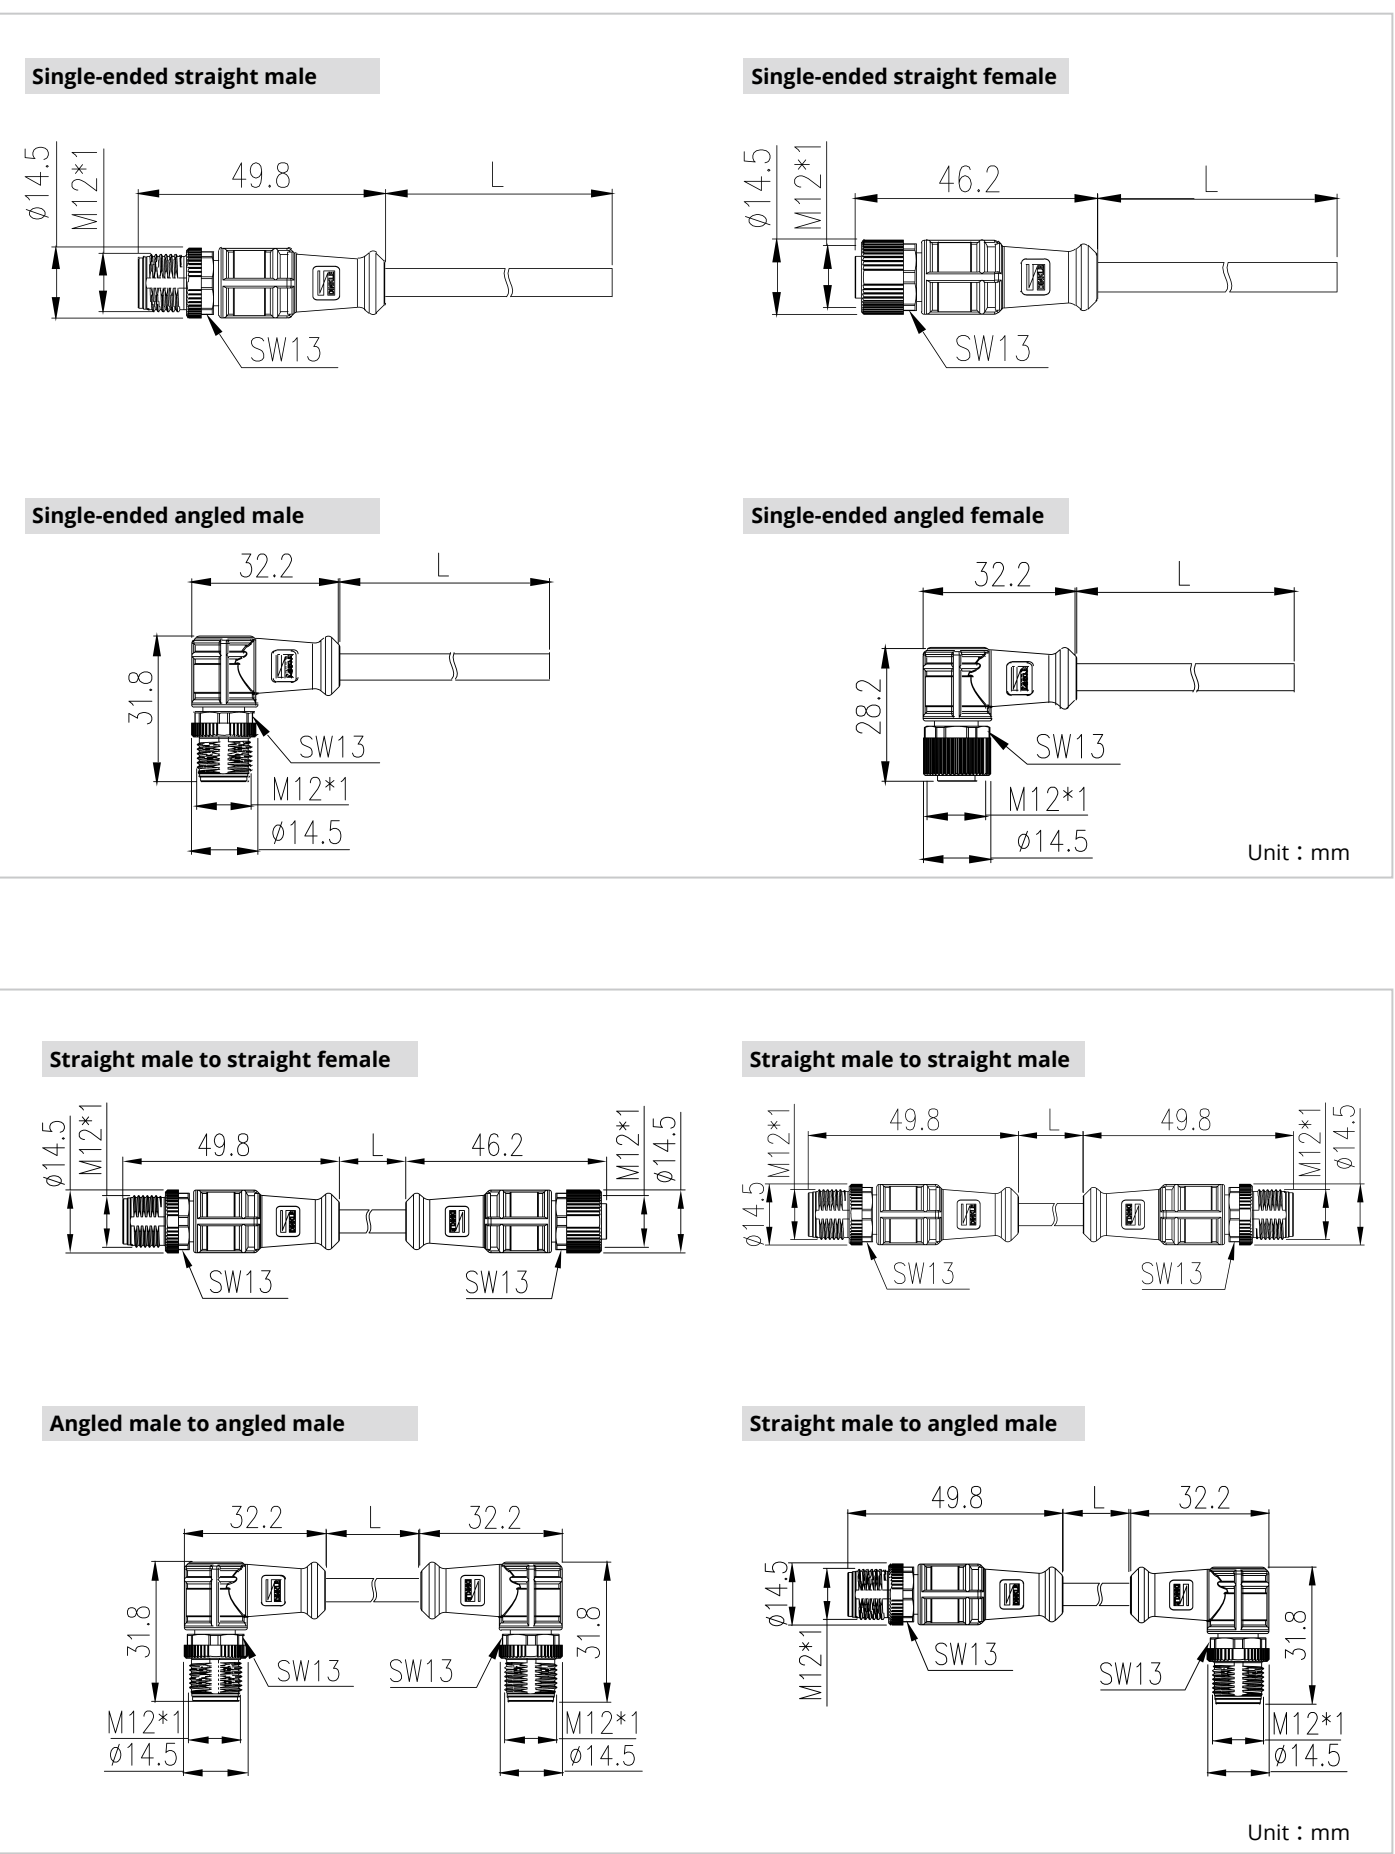 Single-ended straight male
Single-ended straight female
ø14.5
M12*1
49.8
L
SW13
ø14.5
M12*1
46.2
L
SW13
Single-ended angled male
Single-ended angled female
32.2
L
31.8
SW13
M12*1
ø14.5
32.2
L
28.2
SW13
M12*1
ø14.5
Unit：mm
Straight male to straight female
Straight male to straight male
ø14.5
M12*1
49.8
L
46.2
M12*1
ø14.5
SW13
SW13
ø14.5
M12*1
49.8
L
49.8
M12*1
ø14.5
SW13
SW13
Angled male to angled male
Straight male to angled male
32.2
L
32.2
31.8
31.8
SW13
SW13
M12*1
M12*1
ø14.5
ø14.5
49.8
L
32.2
ø14.5
M12*1
31.8
SW13
SW13
M12*1
ø14.5
Unit：mm